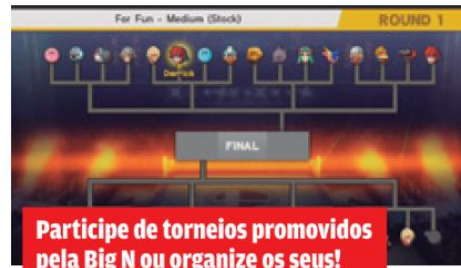 For Fun - Medium (Stock)
ROUND 1
Derrick
FINAL
Participe de torneios promovidos
pela Big N ou organize os seus!